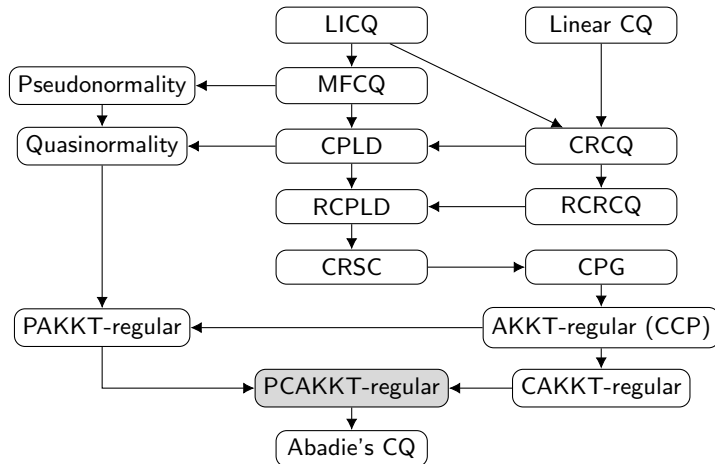 LICQ
Linear CQ
Pseudonormality
MFCQ
Quasinormality
CPLD
CRCQ
RCPLD
RCRCQ
CRSC
CPG
PAKKT-regular
AKKT-regular (CCP)
PCAKKT-regular
CAKKT-regular
Abadie's CQ